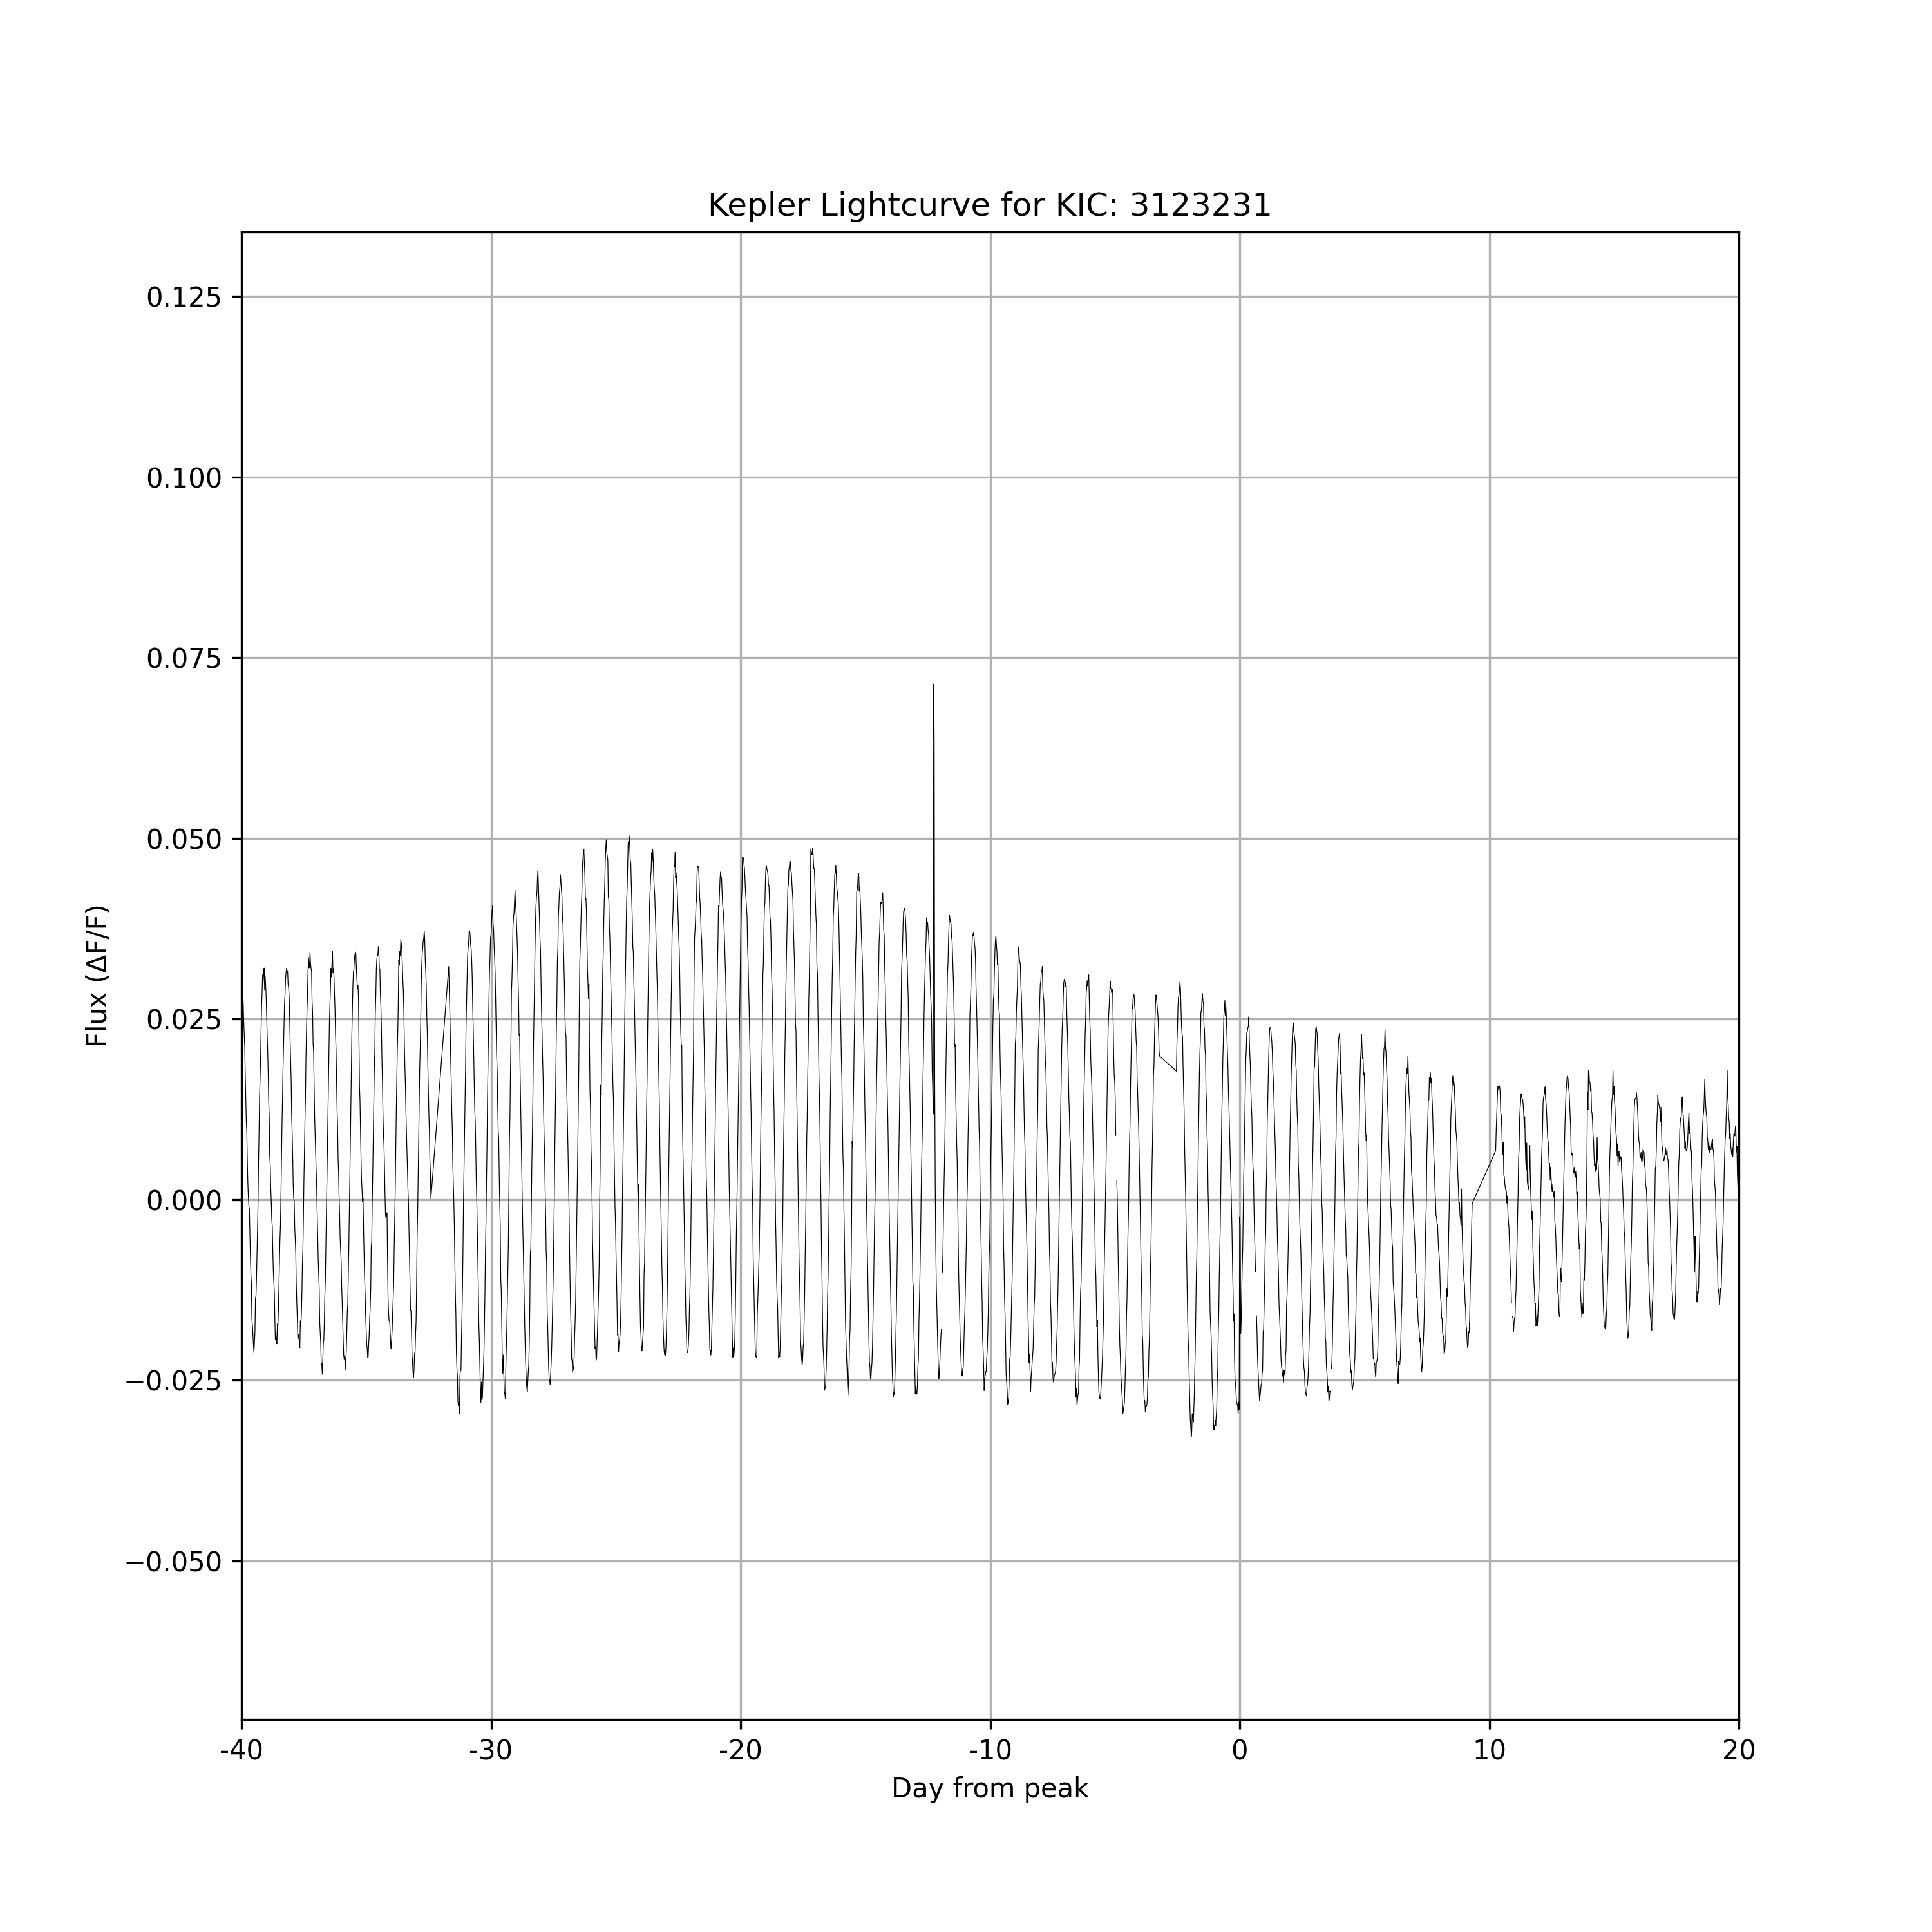 Kepler Lightcurve for KIC: 3123231
0.125
0.100
0.075
0.050
0.025
0.000
−0.025
−0.050
Flux (ΔF/F)
-40 -30 -20 -10 0 10 20
Day from peak